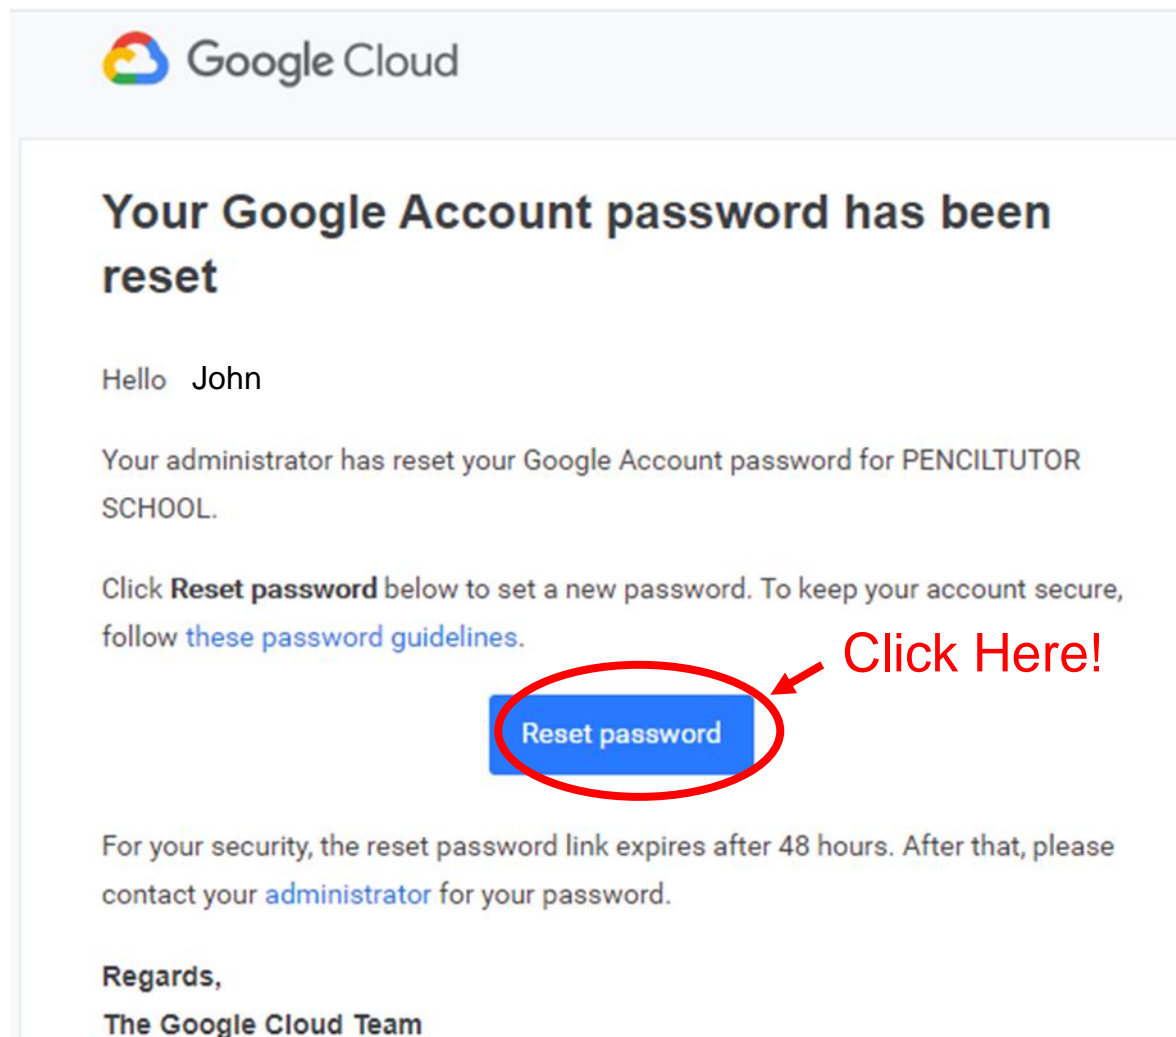 Google Cloud
Your Google Account password has been
reset
Hello John
Your administrator has reset your Google Account password for PENCILTUTOR
SCHOOL.
Click Reset password below to set a new password. To keep your account secure,
follow these password guidelines.
Click Here!
Reset password
For your security, the reset password link expires after 48 hours. After that, please
contact your administrator for your password.
Regards,
The Google Cloud Team